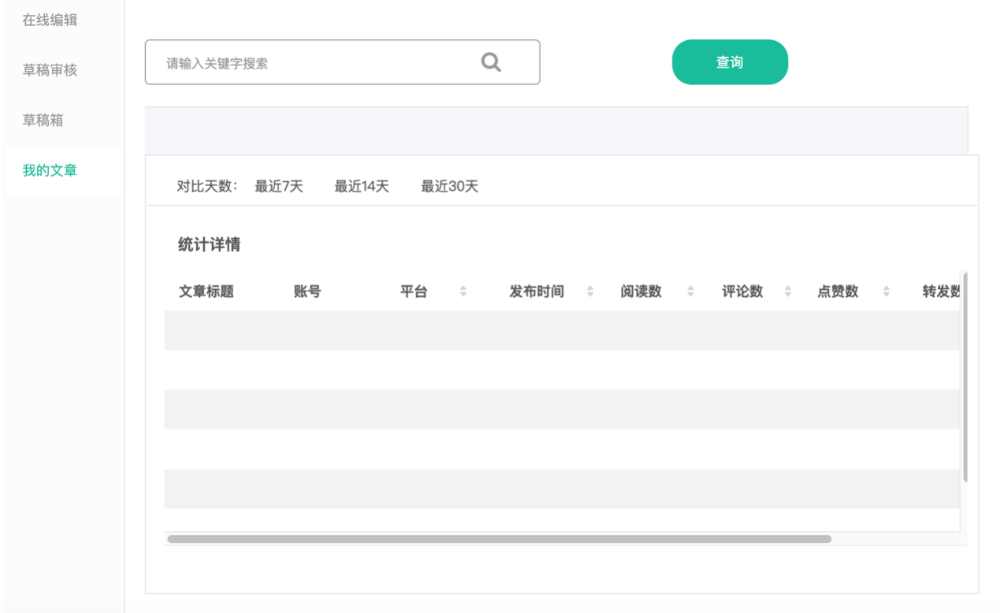 在线编辑
草稿审核
草稿箱
我的文章
请输入关键字搜索
查询
对比天数： 最近7天 最近14天 最近30天
统计详情
文章标题 账号 平台 发布时间 阅读数 评论数 点赞数 转发数